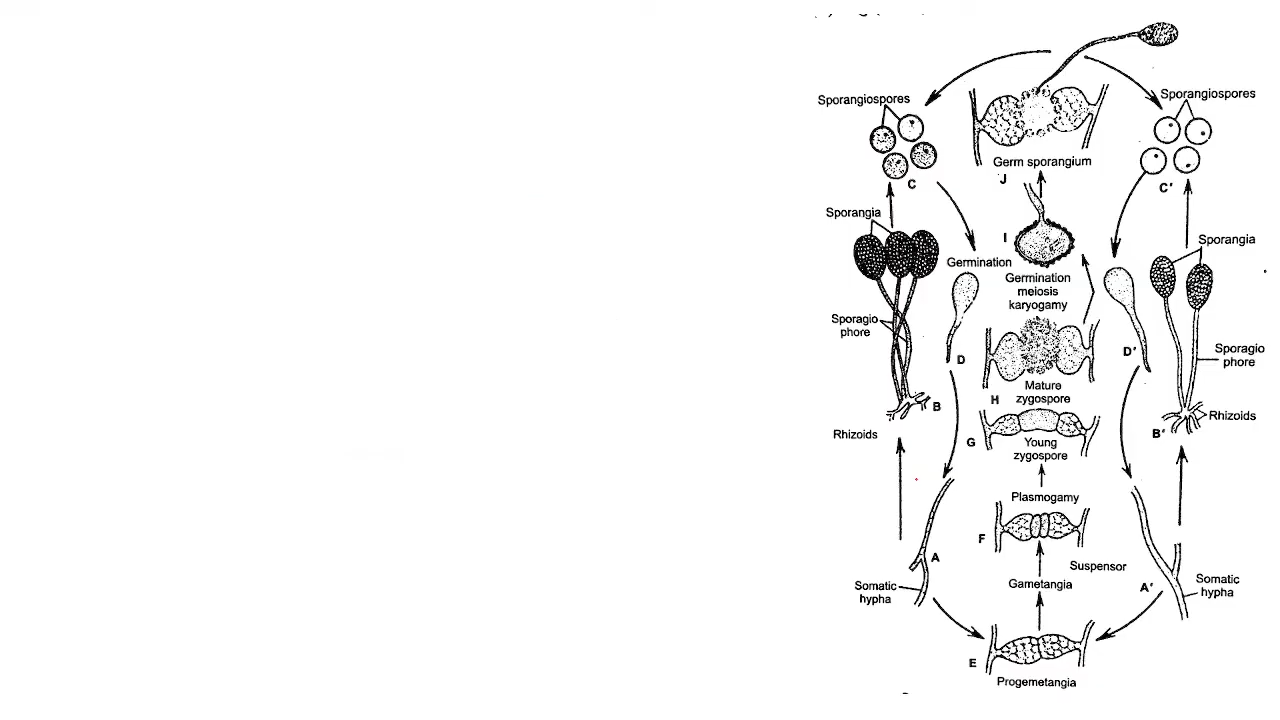 Sporangiospores
Sporangiospores
Germ sporangium
J
C
C'
Sporangia
I
Sporangia
Germination
Germination
meiosis
karyogamy
Sporagio
phore
D
D'
Sporagio
phore
Mature
zygospore
H
B
Rhizoids
B'
Rhizoids
G
Young
zygospore
Plasmogamy
F
A
Suspensor
Gametangia
Somatic
hypha
A'
Somatic
hypha
E
Progemetangia